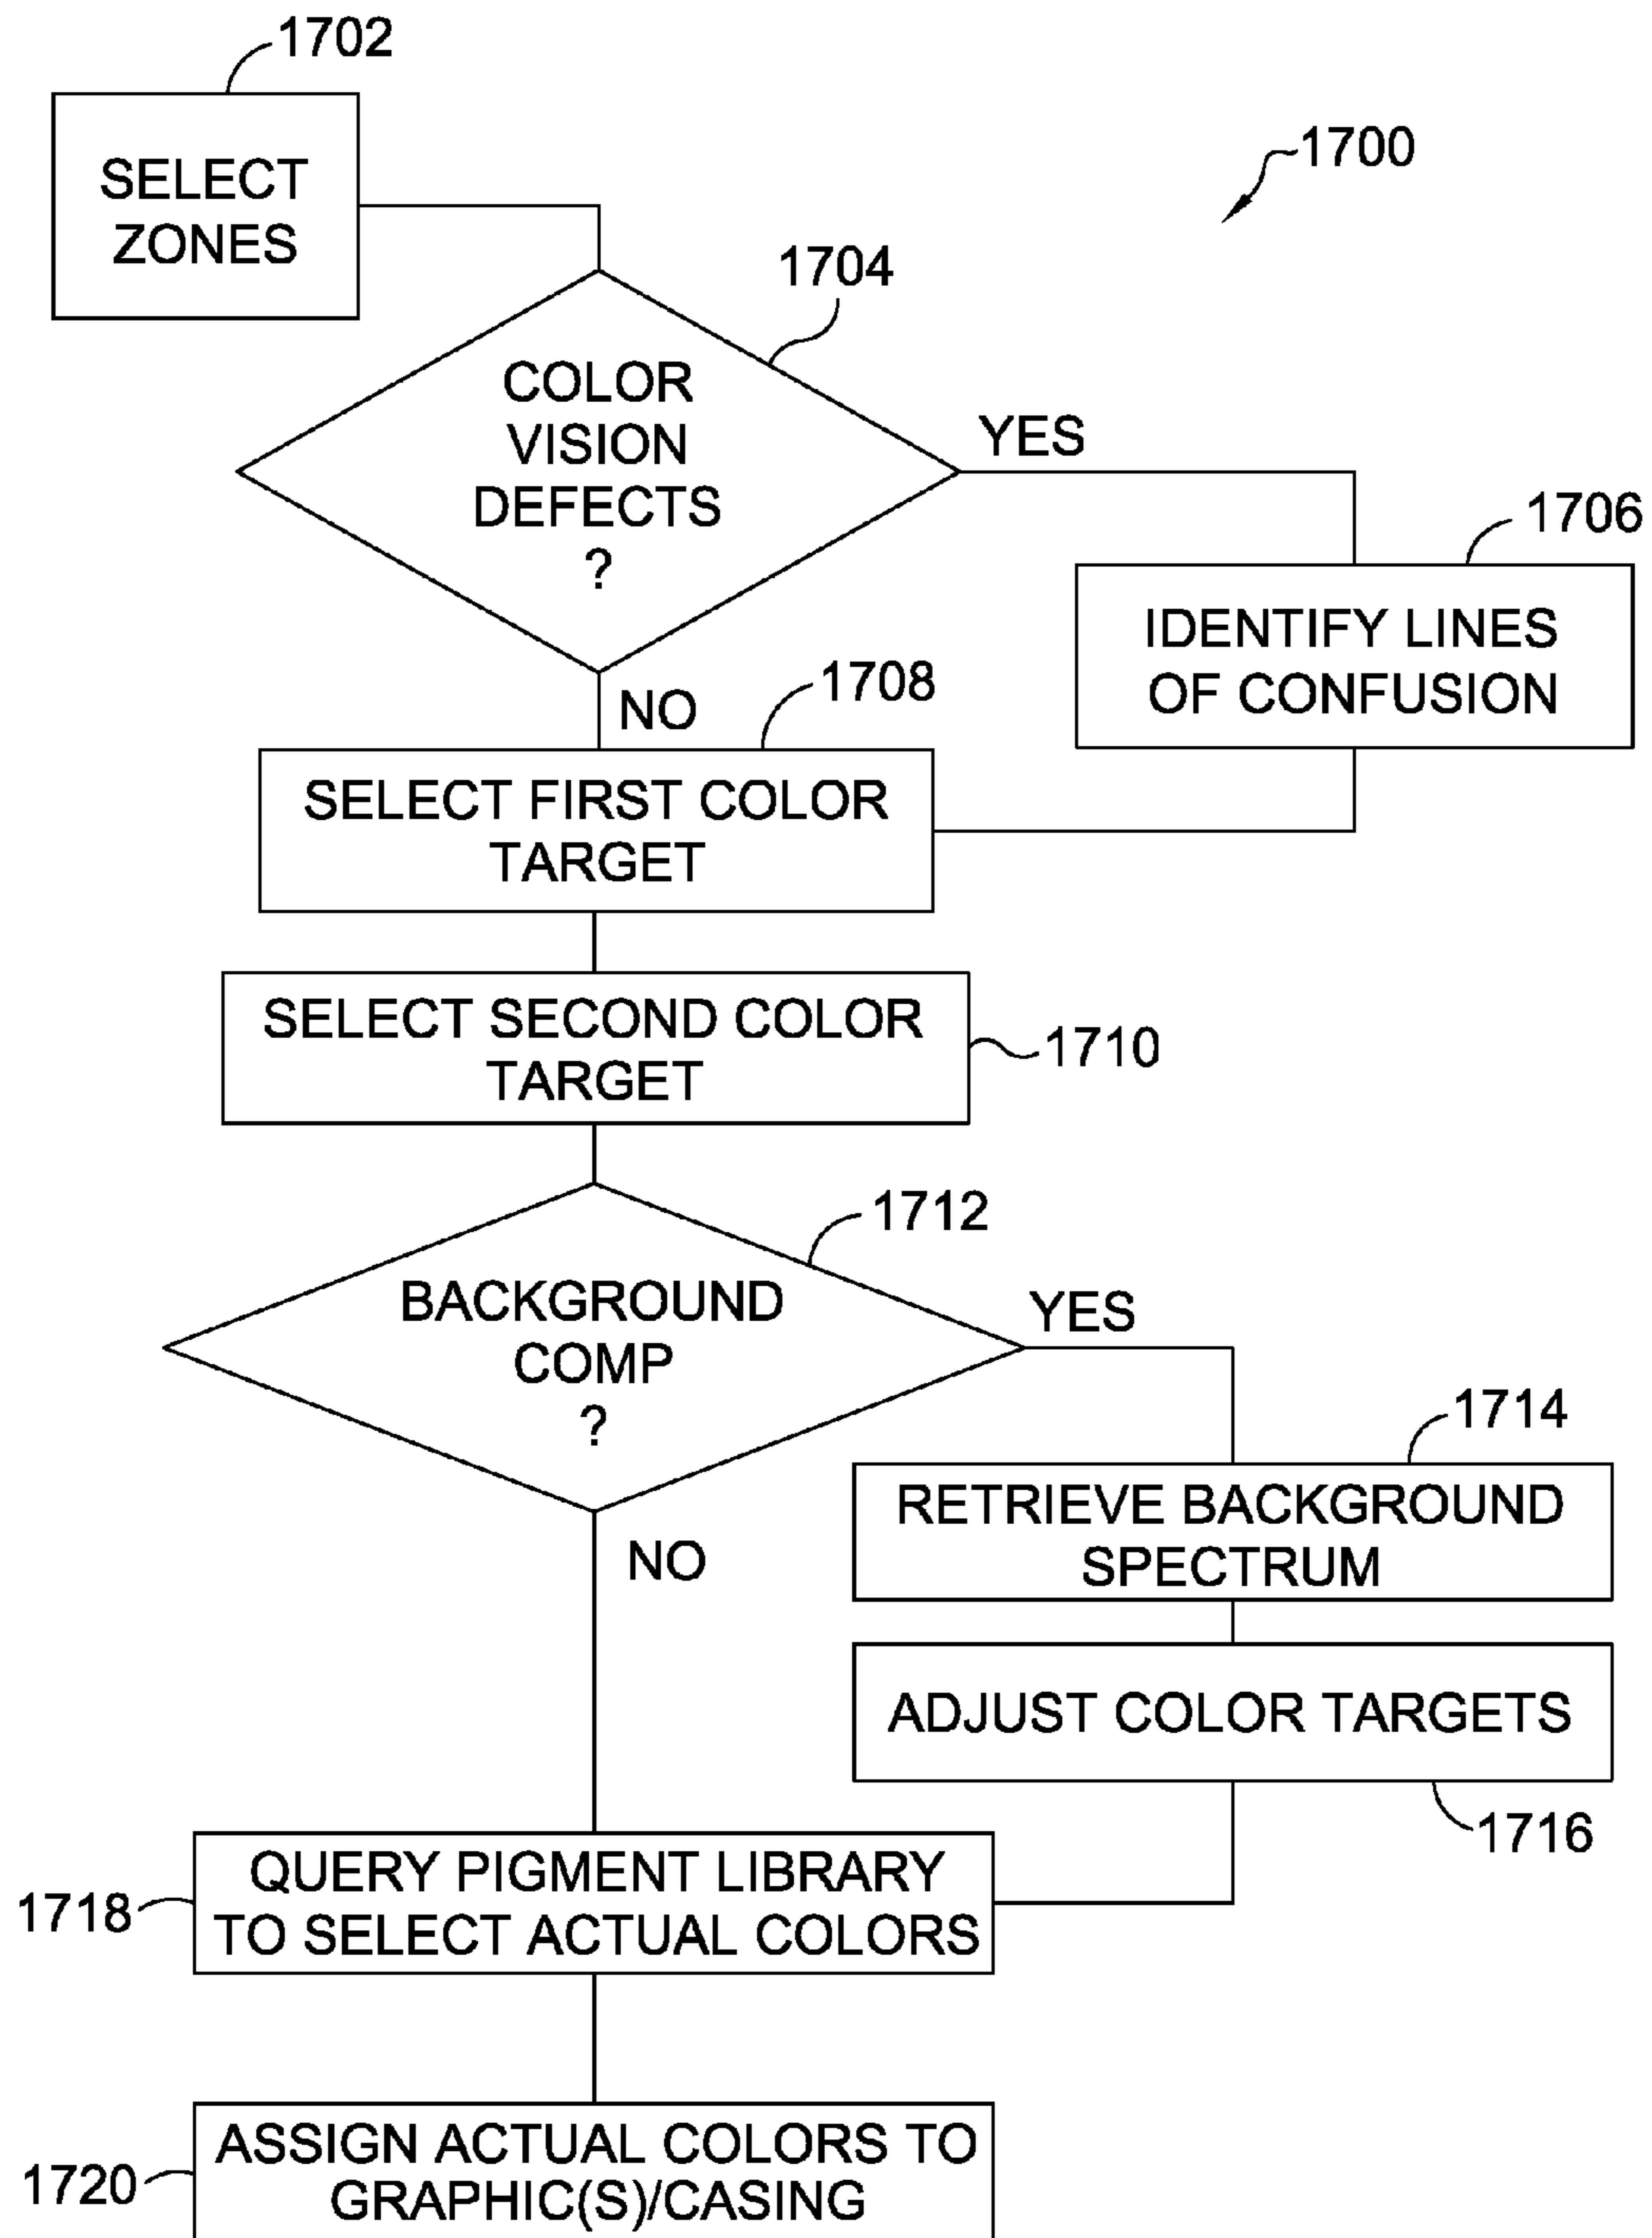 1702
SELECT
ZONES
1700
1704
COLOR
VISION
DEFECTS
?
YES
1706
IDENTIFY LINES
OF CONFUSION
NO
1708
SELECT FIRST COLOR
TARGET
SELECT SECOND COLOR
TARGET
1710
1712
BACKGROUND
COMP
?
YES
1714
RETRIEVE BACKGROUND
SPECTRUM
NO
ADJUST COLOR TARGETS
1716
QUERY PIGMENT LIBRARY
TO SELECT ACTUAL COLORS
1718
ASSIGN ACTUAL COLORS TO
GRAPHIC(S)/CASING
1720